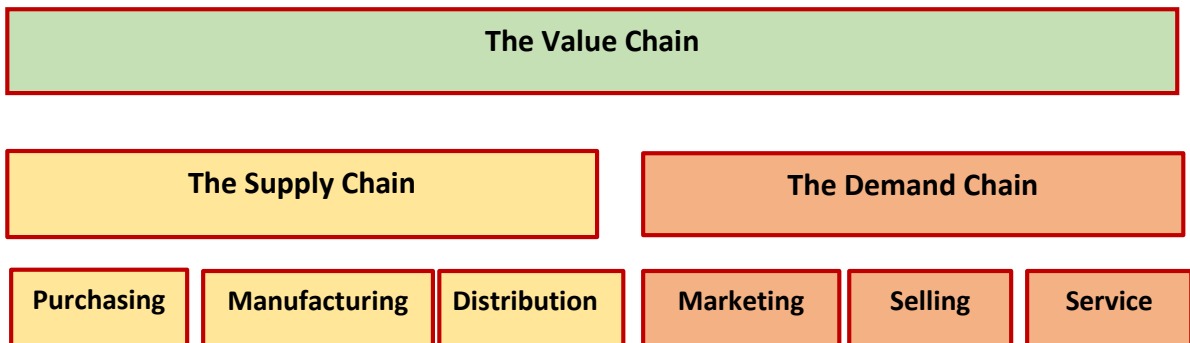 The Value Chain
The Supply Chain
The Demand Chain
Purchasing
Manufacturing
Distribution
Marketing
Selling
Service